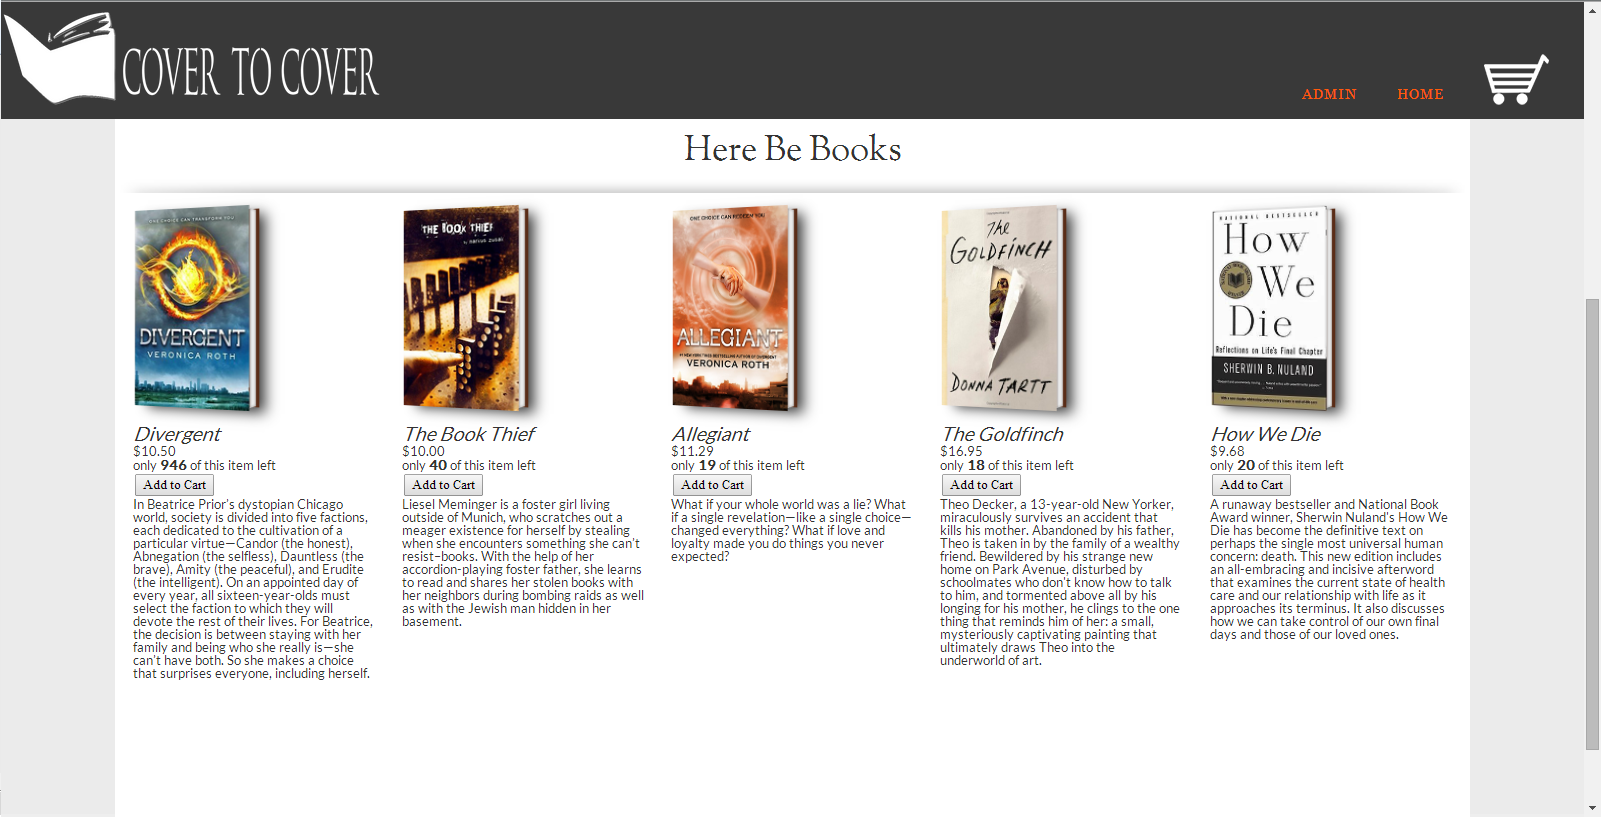 COVER TO COVER
ADMIN HOME
Here Be Books
ONE CHOICE CAN TRANSFORM YOU
DIVERGENT
VERONICA ROTH
Divergent
$10.50
only 946 of this item left
Add to Cart
In Beatrice Prior's dystopian Chicago
world, society is divided into five factions,
each dedicated to the cultivation of a
particular virtue—Candor (the honest),
Abnegation (the selfless), Dauntless (the
brave), Amity (the peaceful), and Erudite
(the intelligent). On an appointed day of
every year, all sixteen-year-olds must
select the faction to which they will
devote the rest of their lives. For Beatrice,
the decision is between staying with her
family and being who she really is—she
can't have both. So she makes a choice
that surprises everyone, including herself.
THE BOOK THIEF
by markus zusak
The Book Thief
$10.00
only 40 of this item left
Add to Cart
Liesel Meminger is a foster girl living
outside of Munich, who scratches out a
meager existence for herself by stealing
when she encounters something she can't
resist–books. With the help of her
accordion-playing foster father, she learns
to read and shares her stolen books with
her neighbors during bombing raids as well
as with the Jewish man hidden in her
basement.
ONE CHOICE CAN REDEEM YOU
ALLEGIANT
#1 NEW YORK TIMES BESTSELLING AUTHOR OF DIVERGENT
VERONICA ROTH
Allegiant
$11.29
only 19 of this item left
Add to Cart
What if your whole world was a lie? What
if a single revelation—like a single choice—
changed everything? What if love and
loyalty made you do things you never
expected?
The
GOLDFINCH
DONNA TARTT
The Goldfinch
$16.95
only 18 of this item left
Add to Cart
Theo Decker, a 13-year-old New Yorker,
miraculously survives an accident that
kills his mother. Abandoned by his father,
Theo is taken in by the family of a wealthy
friend. Bewildered by his strange new
home on Park Avenue, disturbed by
schoolmates who don't know how to talk
to him, and tormented above all by his
longing for his mother, he clings to the one
thing that reminds him of her: a small,
mysteriously captivating painting that
ultimately draws Theo into the
underworld of art.
NATIONAL BESTSELLER
How
We
Die
Reflections on Life's Final Chapter
SHERWIN B. NULAND
How We Die
$9.68
only 20 of this item left
Add to Cart
A runaway bestseller and National Book
Award winner, Sherwin Nuland's How We
Die has become the definitive text on
perhaps the single most universal human
concern: death. This new edition includes
an all-embracing and incisive afterword
that examines the current state of health
care and our relationship with life as it
approaches its terminus. It also discusses
how we can take control of our own final
days and those of our loved ones.